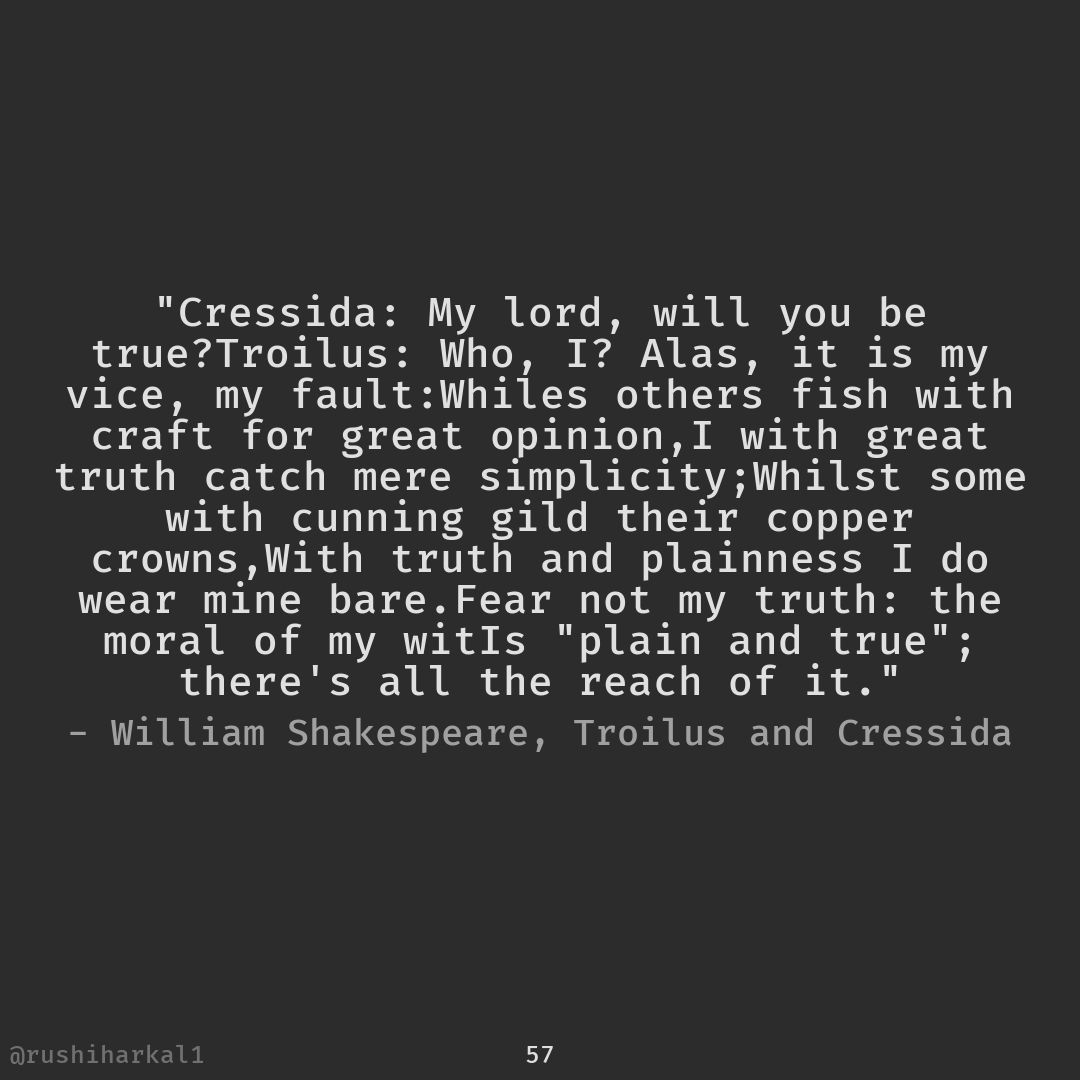 "Cressida: My lord, will you be
true?Troilus: Who, I? Alas, it is my
vice, my fault:Whiles others fish with
craft for great opinion,I with great
truth catch mere simplicity;Whilst some
with cunning gild their copper
crowns,With truth and plainness I do
wear mine bare.Fear not my truth: the
moral of my witIs "plain and true";
there's all the reach of it."
- William Shakespeare, Troilus and Cressida
@rushiharkal1
57